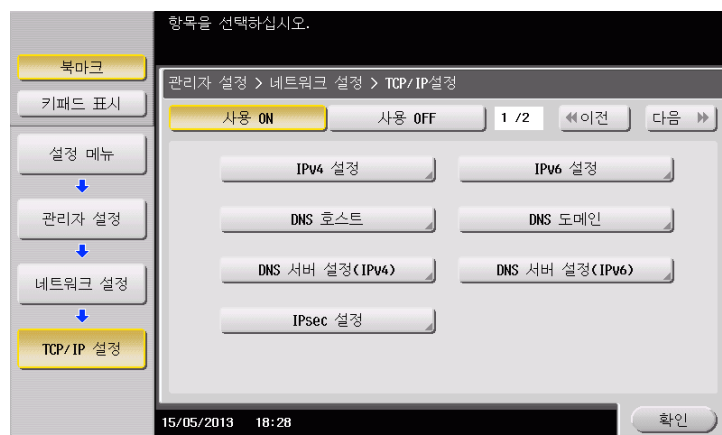 항목을 선택하십시오.
북마크
키패드 표시
설정 메뉴
관리자 설정
네트워크 설정
TCP/IP 설정
관리자 설정 > 네트워크 설정 > TCP/IP설정
사용 ON 사용 OFF 1 /2 이전 다음
IPv4 설정 IPv6 설정
DNS 호스트 DNS 도메인
DNS 서버 설정(IPv4) DNS 서버 설정(IPv6)
IPsec 설정
15/05/2013 18:28 확인